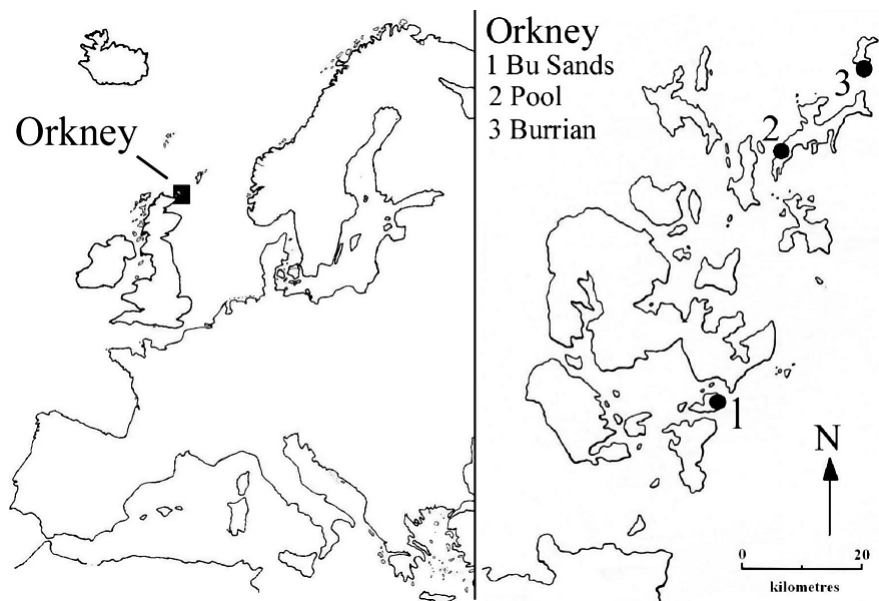 Orkney
Orkney
1 Bu Sands
2 Pool
3 Burrian
3
2
1
N
0 20
kilometres